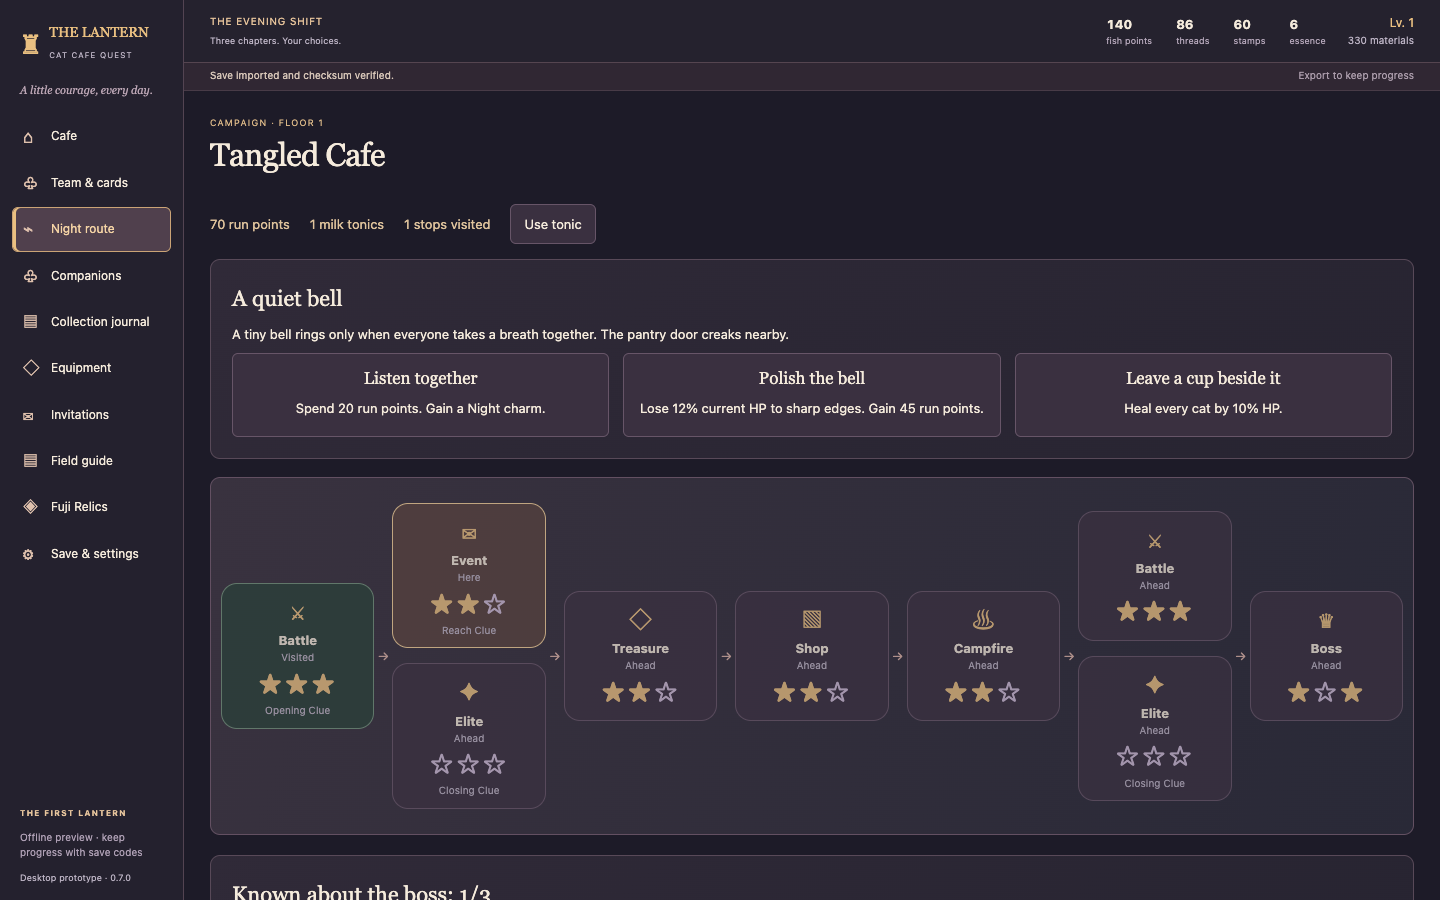 THE LANTERN
CAT CAFE QUEST
A little courage, every day.
Cafe
Team & cards
Night route
Companions
Collection journal
Equipment
Invitations
Field guide
Fuji Relics
Save & settings
THE FIRST LANTERN
Offline preview · keep
progress with save codes
Desktop prototype · 0.7.0
THE EVENING SHIFT
Three chapters. Your choices.
140
fish points
86
threads
60
stamps
6
essence
Lv. 1
330 materials
Save imported and checksum verified.
Export to keep progress
CAMPAIGN · FLOOR 1
Tangled Cafe
70 run points
1 milk tonics
1 stops visited
Use tonic
A quiet bell
A tiny bell rings only when everyone takes a breath together. The pantry door creaks nearby.
Listen together
Spend 20 run points. Gain a Night charm.
Polish the bell
Lose 12% current HP to sharp edges. Gain 45 run points.
Leave a cup beside it
Heal every cat by 10% HP.
Battle
Visited
Opening Clue
Event
Here
Reach Clue
Elite
Ahead
Closing Clue
Treasure
Ahead
Shop
Ahead
Campfire
Ahead
Battle
Ahead
Elite
Ahead
Closing Clue
Boss
Ahead
Known about the boss: 1/3